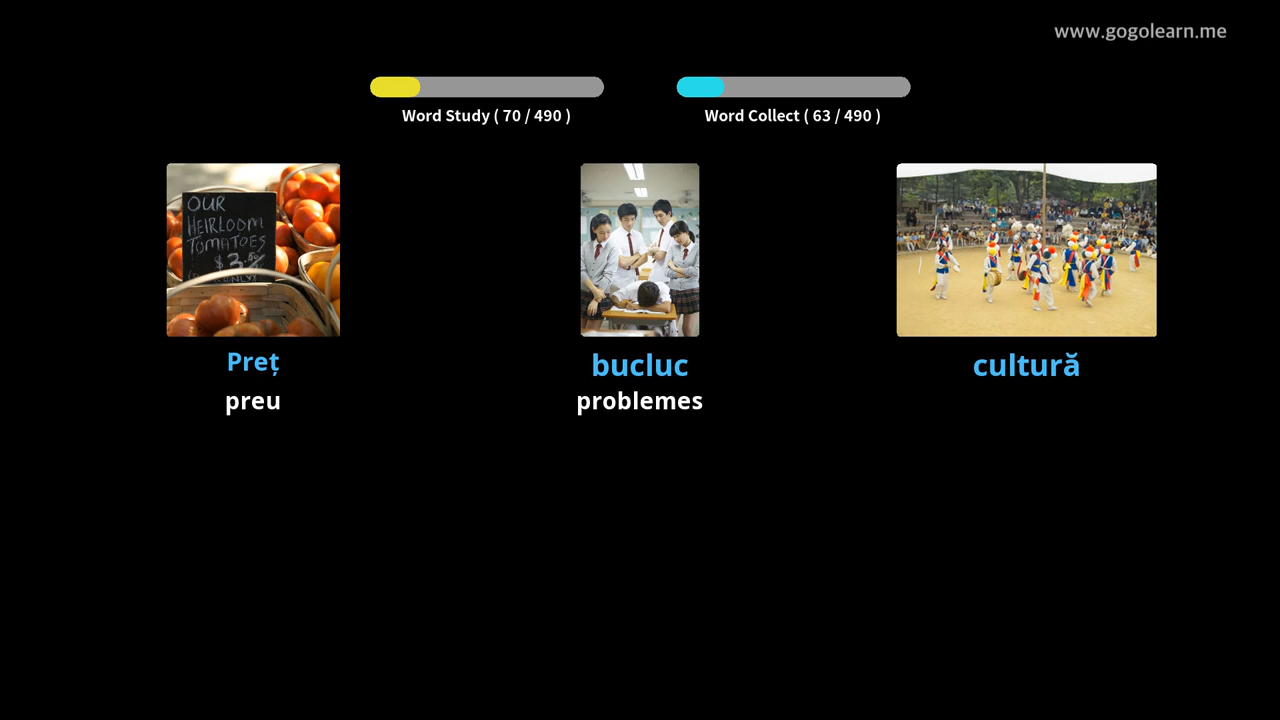 www.gogolearn.me
Word Study ( 70 / 490 )
Word Collect ( 63 / 490 )
OUR
HEIRLOOM
TOMATOES
Preț
preu
bucluc
problemes
cultură